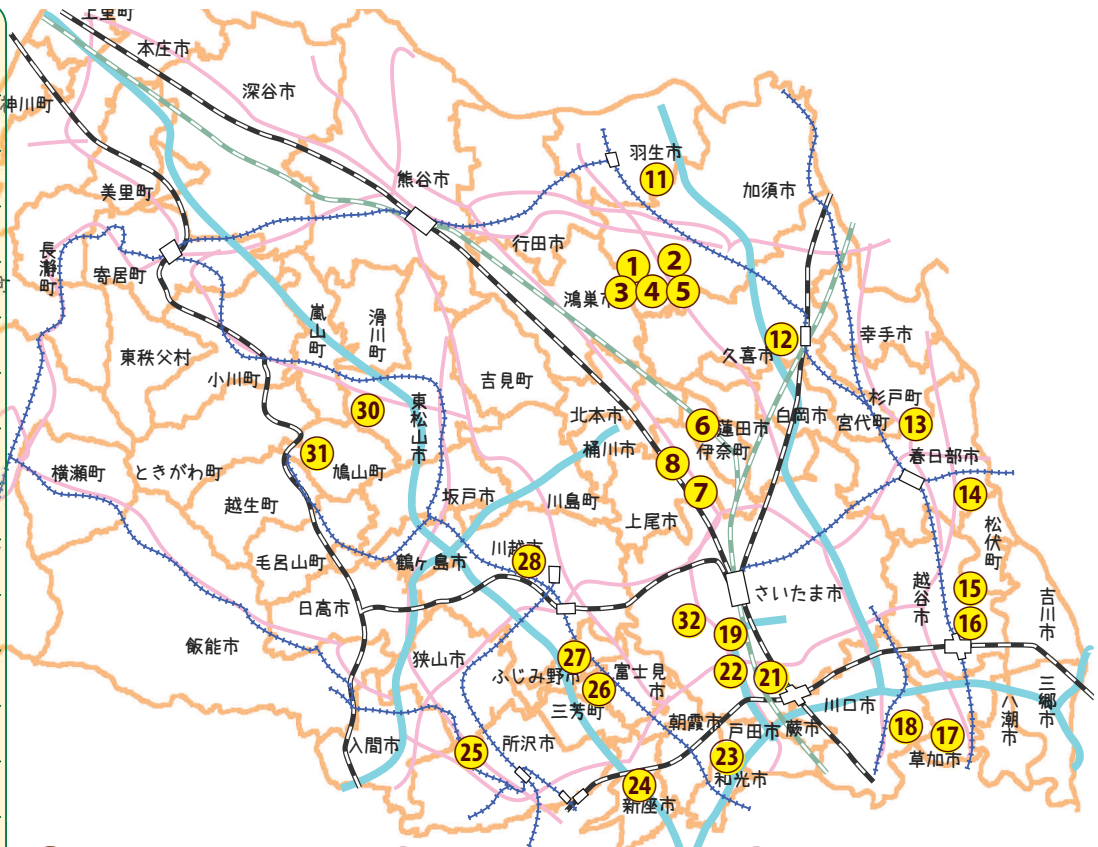 上里町
本庄市
神川町
深谷市
美里町
熊谷市
羽生市
11
加須市
行田市
長瀞町
寄居町
1
2
3
4
5
鴻巣市
12
久喜市
幸手市
嵐山町
滑川町
東秩父村
小川町
吉見町
30
東松山市
北本市
6
蓮田市
白岡市
杉戸町
宮代町
13
伊奈町
桶川市
8
7
31
鳩山町
横瀬町
ときがわ町
越生町
坂戸市
川島町
上尾市
春日部市
14
松伏町
毛呂山町
鶴ヶ島市
川越市
28
日高市
さいたま市
越谷市
15
16
吉川市
飯能市
狭山市
32
19
22
21
27
ふじみ野市
26
富士見市
三芳町
川口市
三郷市
八潮市
朝霞市
戸田市
蕨市
18
17
草加市
入間市
25
所沢市
23
和光市
24
新座市